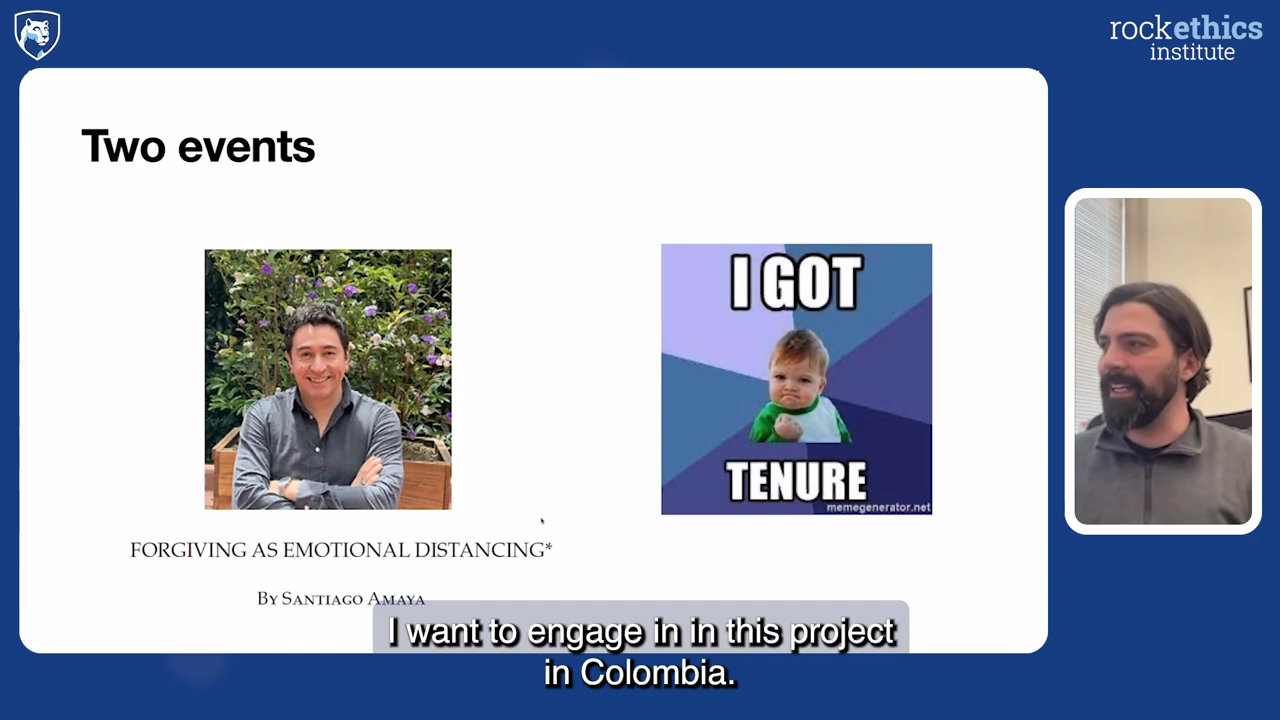 rockethics
institute
Two events
I GOT
TENURE
memegenerator.net
FORGIVING AS EMOTIONAL DISTANCING*
BY SANTIAGO AMAYA
I want to engage in in this project
in Colombia.